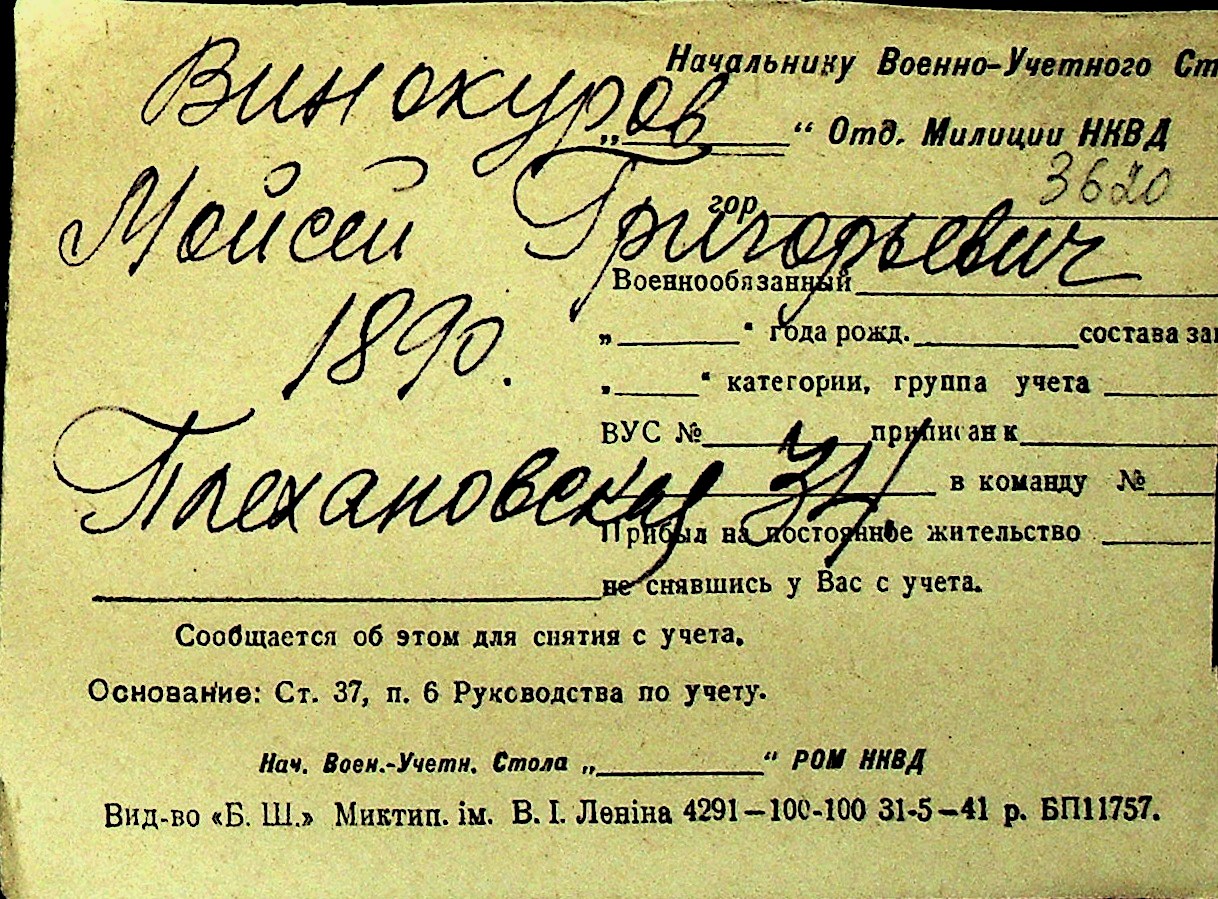 Начальнику Военно-Учетного Ст
Винокуров
„ “ Отд. Милиции НКВД
3620
гор.
Моисей Григорьевич
Военнообязанный
1890.
„ “ года рожд. состава за
„ “ категории, группа учета
ВУС № приписан к
Плехановская 34
в команду №
Прибыл на постоянное жительство
не снявшись у Вас с учета.
Сообщается об этом для снятия с учета.
Основание: Ст. 37, п. 6 Руководства по учету.
Нач. Воен.-Учетн. Стола „ “ РОМ НКВД
Вид-во «Б. Ш.» Миктип. ім. В. І. Леніна 4291—100-100 31-5—41 р. БП11757.